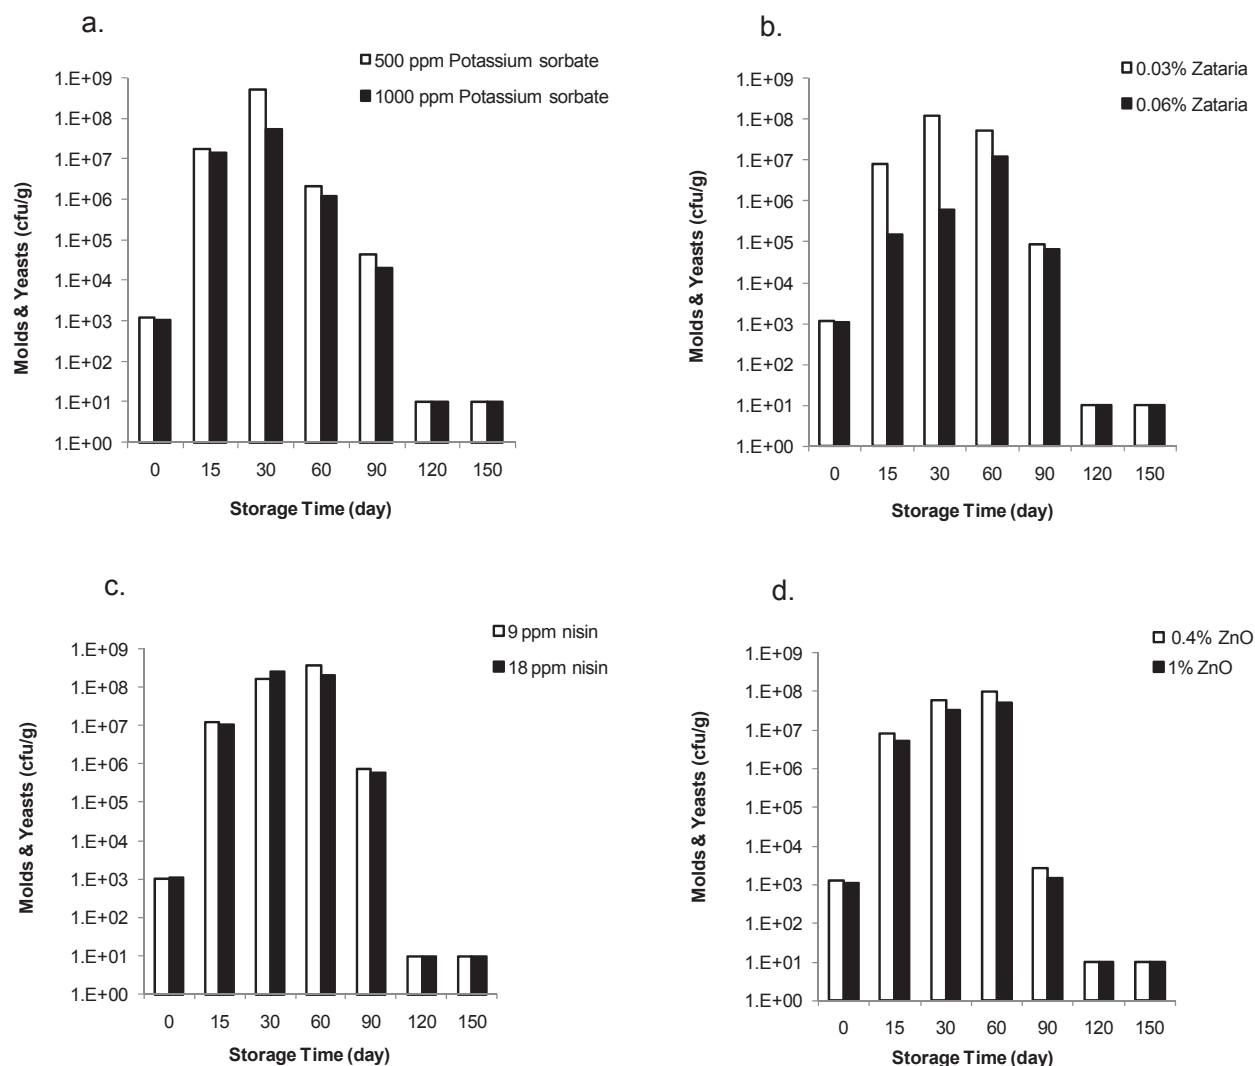 a.
500 ppm Potassium sorbate
1000 ppm Potassium sorbate
Molds & Yeasts (cfu/g)
1.E+09
1.E+08
1.E+07
1.E+06
1.E+05
1.E+04
1.E+03
1.E+02
1.E+01
1.E+00
0 15 30 60 90 120 150
Storage Time (day)
b.
0.03% Zataria
0.06% Zataria
Molds & Yeasts (cfu/g)
1.E+09
1.E+08
1.E+07
1.E+06
1.E+05
1.E+04
1.E+03
1.E+02
1.E+01
1.E+00
0 15 30 60 90 120 150
Storage Time (day)
c.
9 ppm nisin
18 ppm nisin
Molds & Yeasts (cfu/g)
1.E+09
1.E+08
1.E+07
1.E+06
1.E+05
1.E+04
1.E+03
1.E+02
1.E+01
1.E+00
0 15 30 60 90 120 150
Storage Time (day)
d.
0.4% ZnO
1% ZnO
Molds & Yeasts (cfu/g)
1.E+09
1.E+08
1.E+07
1.E+06
1.E+05
1.E+04
1.E+03
1.E+02
1.E+01
1.E+00
0 15 30 60 90 120 150
Storage Time (day)